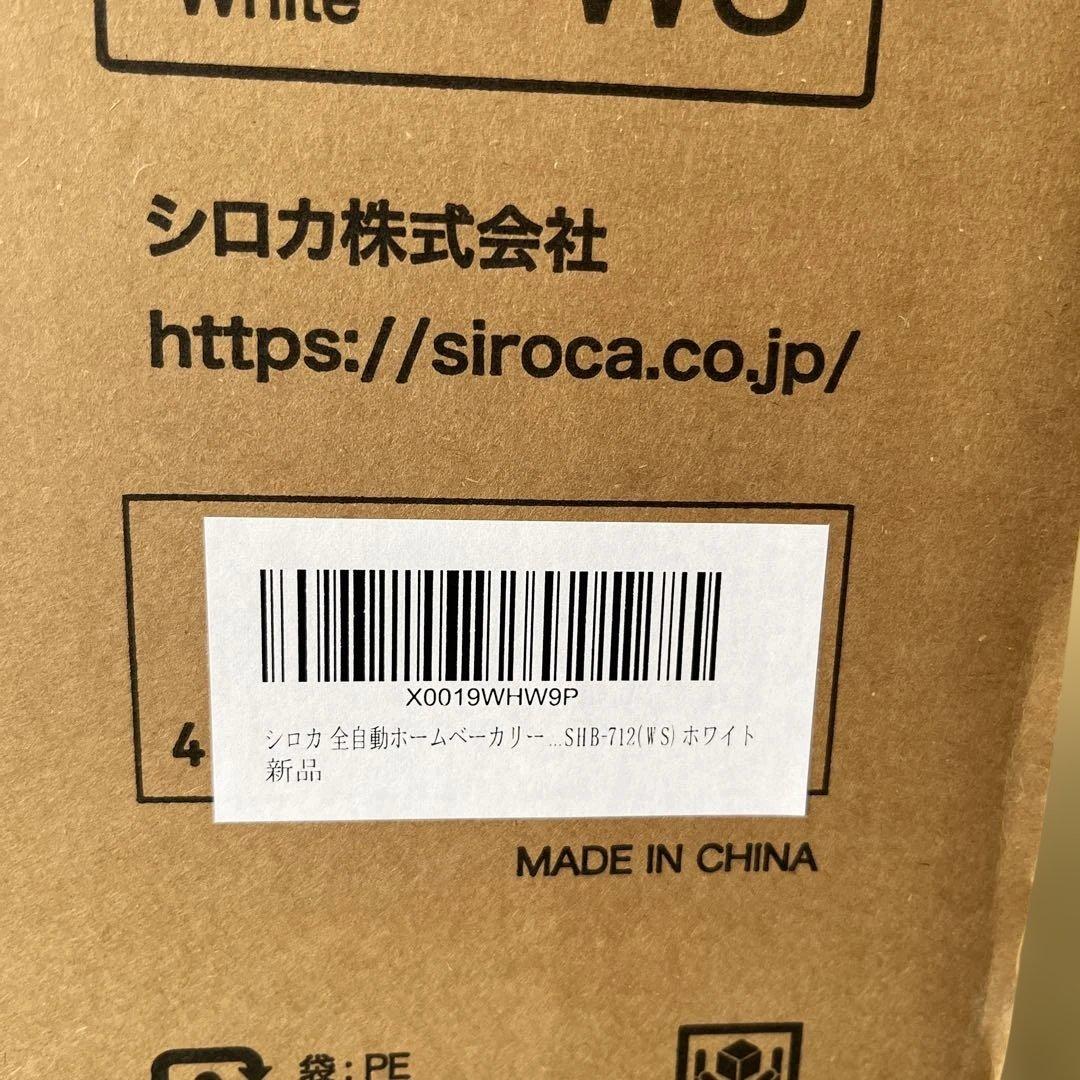 White WS
シロカ株式会社
https://siroca.co.jp/
X0019WHW9P
4
シロカ 全自動ホームベーカリー...SHB-712(WS)ホワイト
新品
MADE IN CHINA
袋:PE